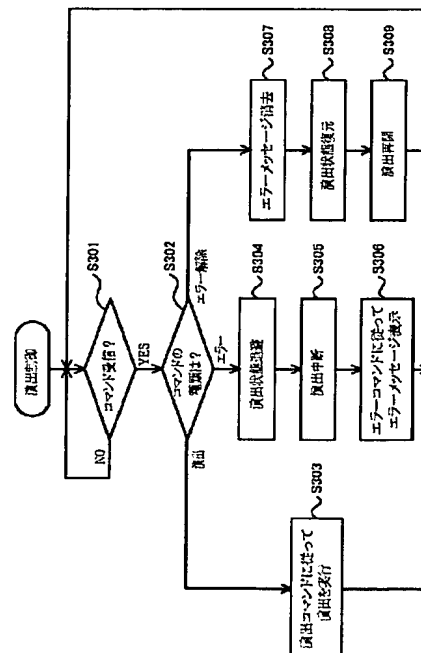 演出制御
S301
コマンド受信?
NO
YES
S302
コマンドの
種類は?
演出
エラー
エラー解除
S303
演出コマンドに従って
演出を実行
S304
演出状態退避
S305
演出中断
S306
エラーコマンドに従って
エラーメッセージ表示
S307
エラーメッセージ消去
S308
演出状態復元
S309
演出再開